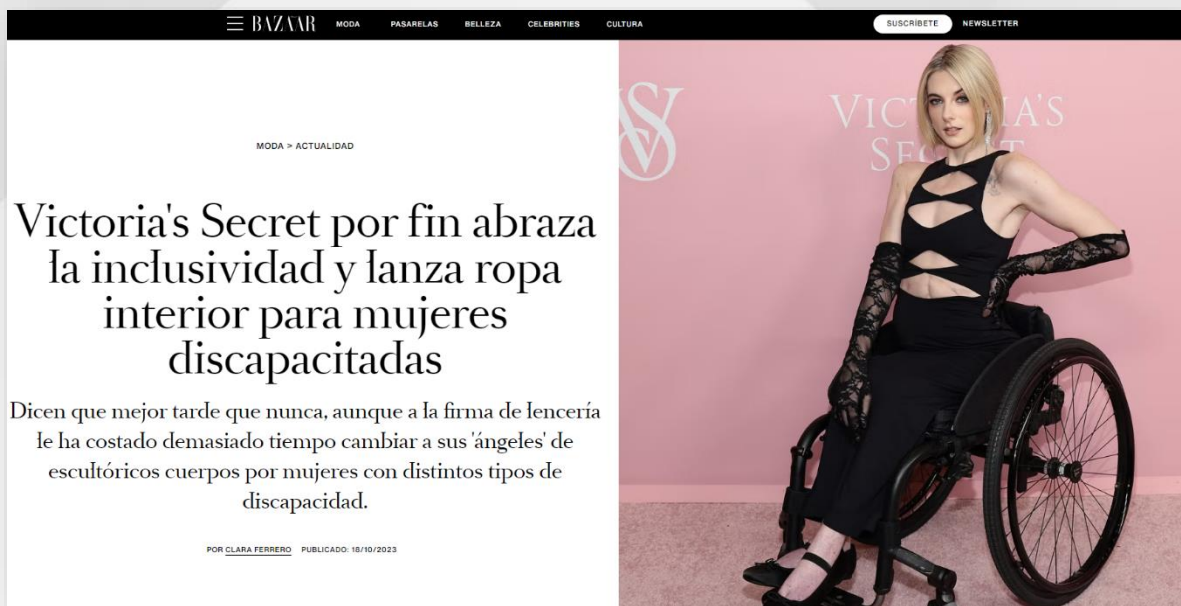 BAZAAR MODA PASARELAS BELLEZA CELEBRITIES CULTURA SUSCRÍBETE NEWSLETTER
MODA > ACTUALIDAD
Victoria's Secret por fin abraza
la inclusividad y lanza ropa
interior para mujeres
discapacitadas
Dicen que mejor tarde que nunca, aunque a la firma de lencería
le ha costado demasiado tiempo cambiar a sus 'ángeles' de
escultóricos cuerpos por mujeres con distintos tipos de
discapacidad.
POR CLARA FERRERO PUBLICADO: 18/10/2023
VS
VICTORIA'S
SECRET